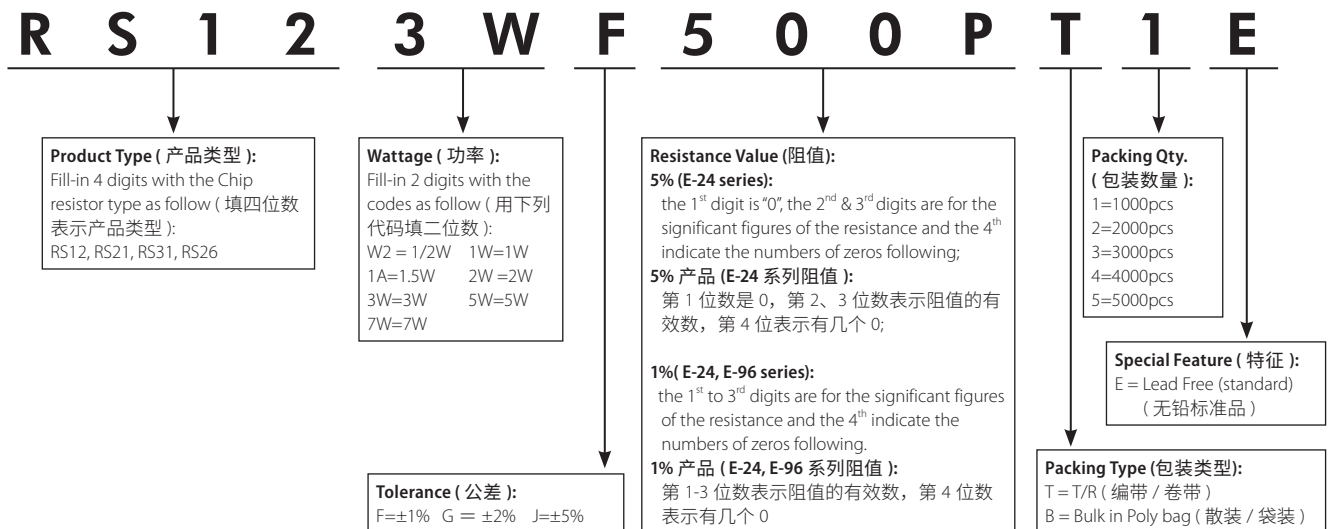 R S 1 2 3 W F 5 0 0 P T 1 E
Product Type ( 产品类型 ):
Fill-in 4 digits with the Chip
resistor type as follow ( 填四位数
表示产品类型 ):
RS12, RS21, RS31, RS26
Wattage ( 功率 ):
Fill-in 2 digits with the
codes as follow ( 用下列
代码填二位数 ):
W2 = 1/2W 1W=1W
1A=1.5W 2W =2W
3W=3W 5W=5W
7W=7W
Tolerance ( 公差 ):
F=±1% G = ±2% J=±5%
Resistance Value (阻值):
5% (E-24 series):
the 1st digit is "0", the 2nd & 3rd digits are for the
significant figures of the resistance and the 4th
indicate the numbers of zeros following;
5% 产品 (E-24 系列阻值 ):
第 1 位数是 0，第 2、3 位数表示阻值的有
效数，第 4 位表示有几个 0;
1%( E-24, E-96 series):
the 1st to 3rd digits are for the significant figures
of the resistance and the 4th indicate the
numbers of zeros following.
1% 产品 ( E-24, E-96 系列阻值 ):
第 1-3 位数表示阻值的有效数，第 4 位数
表示有几个 0
Packing Qty.
( 包装数量 ):
1=1000pcs
2=2000pcs
3=3000pcs
4=4000pcs
5=5000pcs
Special Feature ( 特征 ):
E = Lead Free (standard)
( 无铅标准品 )
Packing Type (包装类型):
T = T/R ( 编带 / 卷带 )
B = Bulk in Poly bag ( 散装 / 袋装 )